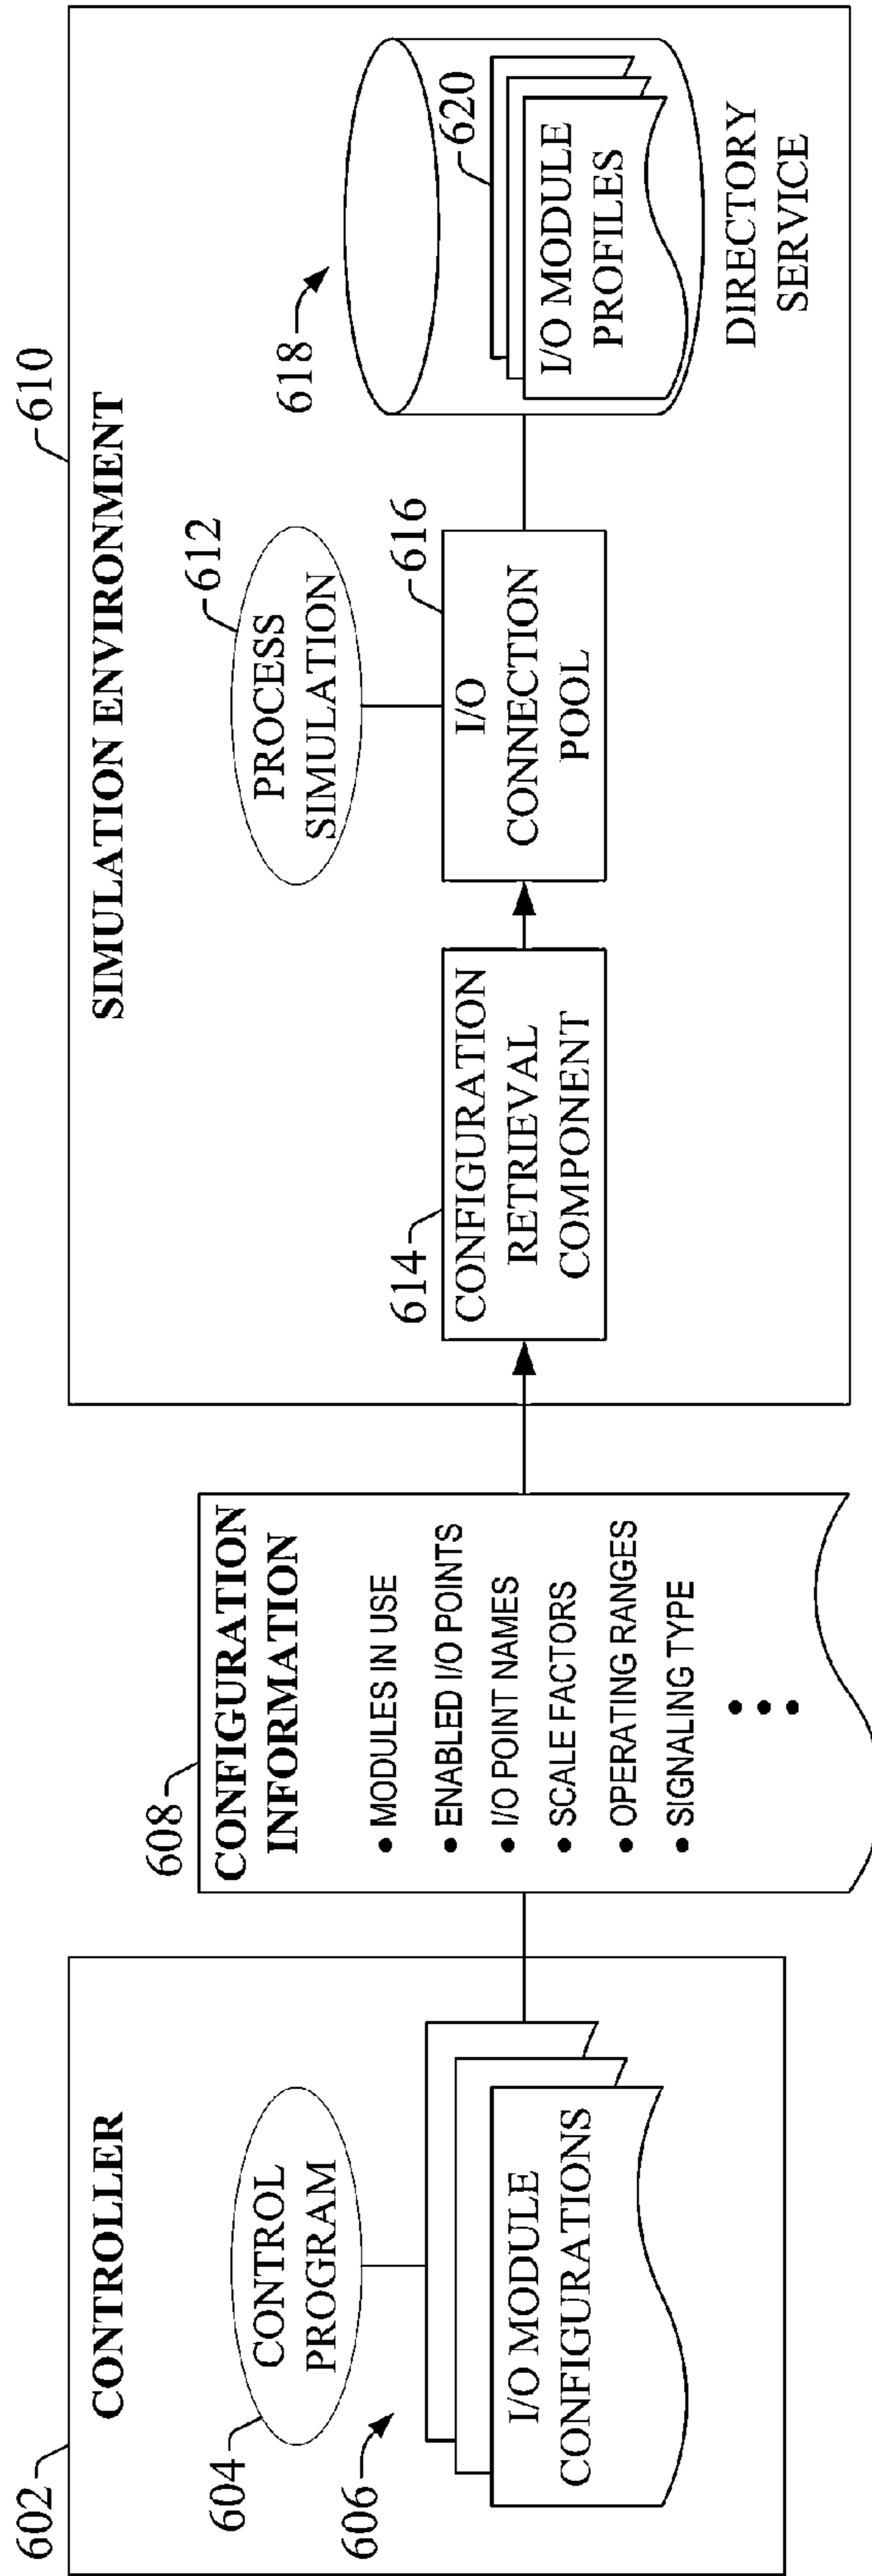 602
CONTROLLER
604
CONTROL
PROGRAM
606
I/O MODULE
CONFIGURATIONS
608
CONFIGURATION
INFORMATION
• MODULES IN USE
• ENABLED I/O POINTS
• I/O POINT NAMES
• SCALE FACTORS
• OPERATING RANGES
• SIGNALING TYPE
610
SIMULATION ENVIRONMENT
612
PROCESS
SIMULATION
614
CONFIGURATION
RETRIEVAL
COMPONENT
616
I/O
CONNECTION
POOL
618
620
I/O MODULE
PROFILES
DIRECTORY
SERVICE